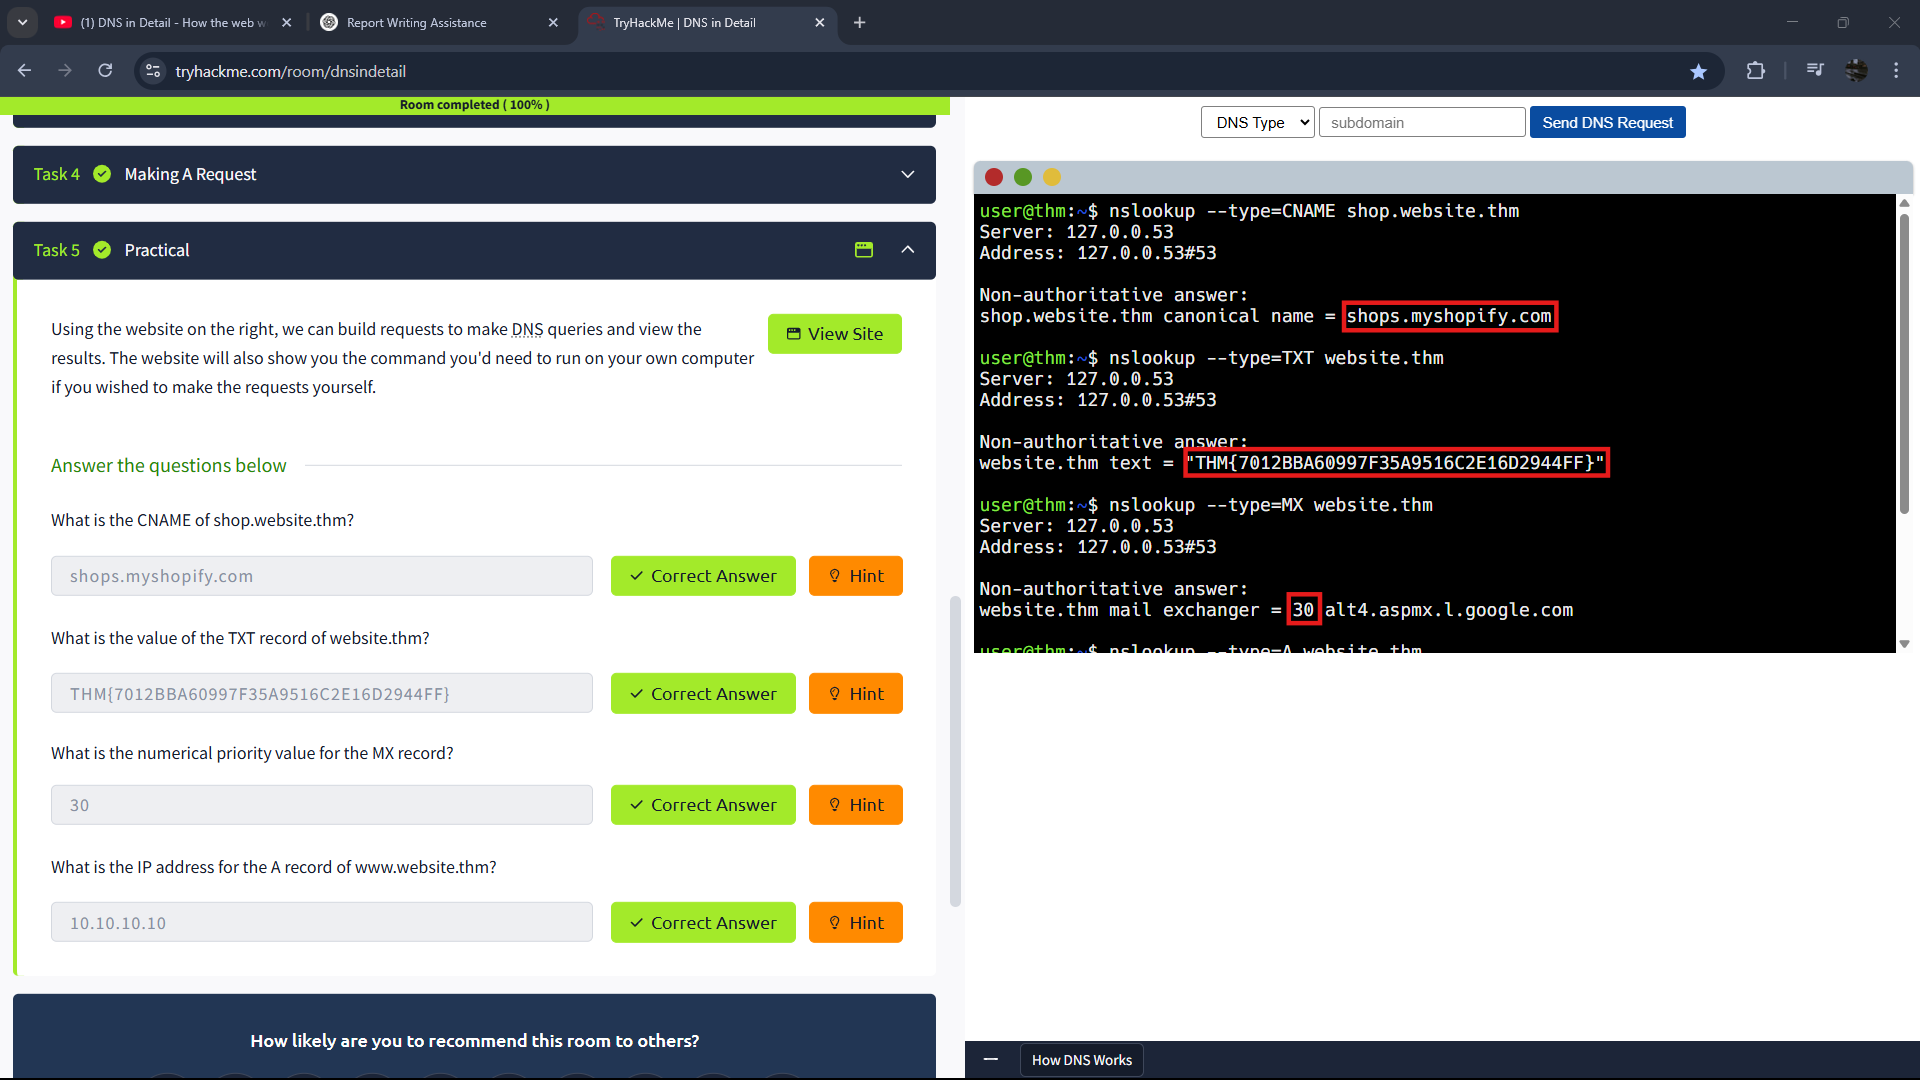 (1) DNS in Detail - How the web w
Report Writing Assistance
TryHackMe | DNS in Detail
tryhackme.com/room/dnsindetail
Room completed ( 100% )
Task 4 Making A Request
Task 5 Practical
Using the website on the right, we can build requests to make DNS queries and view the
results. The website will also show you the command you'd need to run on your own computer
if you wished to make the requests yourself.
View Site
Answer the questions below
What is the CNAME of shop.website.thm?
shops.myshopify.com
Correct Answer
Hint
What is the value of the TXT record of website.thm?
THM{7012BBA60997F35A9516C2E16D2944FF}
Correct Answer
Hint
What is the numerical priority value for the MX record?
30
Correct Answer
Hint
What is the IP address for the A record of www.website.thm?
10.10.10.10
Correct Answer
Hint
How likely are you to recommend this room to others?
DNS Type
subdomain
Send DNS Request
user@thm:~$ nslookup --type=CNAME shop.website.thm
Server: 127.0.0.53
Address: 127.0.0.53#53
Non-authoritative answer:
shop.website.thm canonical name = shops.myshopify.com
user@thm:~$ nslookup --type=TXT website.thm
Server: 127.0.0.53
Address: 127.0.0.53#53
Non-authoritative answer:
website.thm text = "THM{7012BBA60997F35A9516C2E16D2944FF}"
user@thm:~$ nslookup --type=MX website.thm
Server: 127.0.0.53
Address: 127.0.0.53#53
Non-authoritative answer:
website.thm mail exchanger = 30 alt4.aspmx.l.google.com
user@thm:~$ nslookup --type=A website.thm
How DNS Works